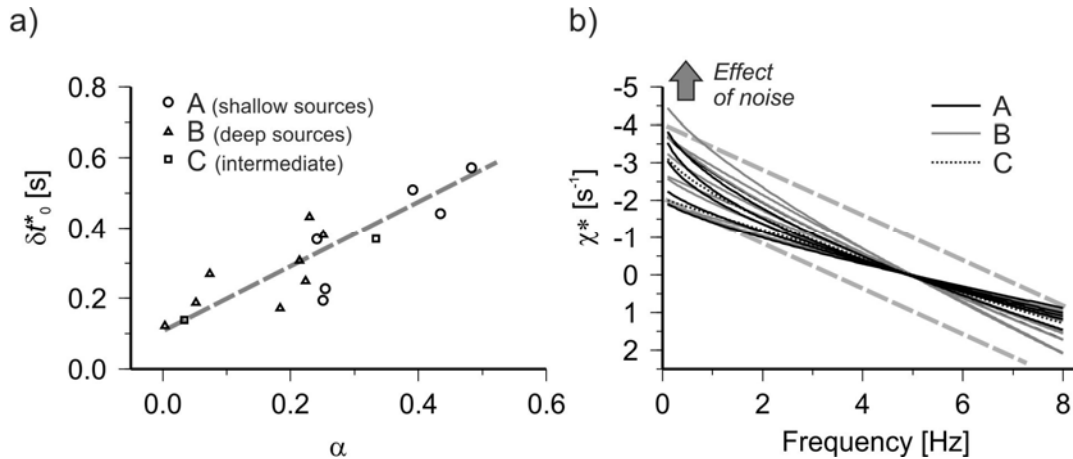 a)
0.8
0.6
0.4
0.2
0.0
δt*₀ [s]
A (shallow sources)
B (deep sources)
C (intermediate)
0.0 0.2 0.4 0.6
α
b)
Effect
of noise
-5
-4
-3
-2
-1
0
1
2
χ* [s⁻¹]
A
B
C
0 2 4 6 8
Frequency [Hz]